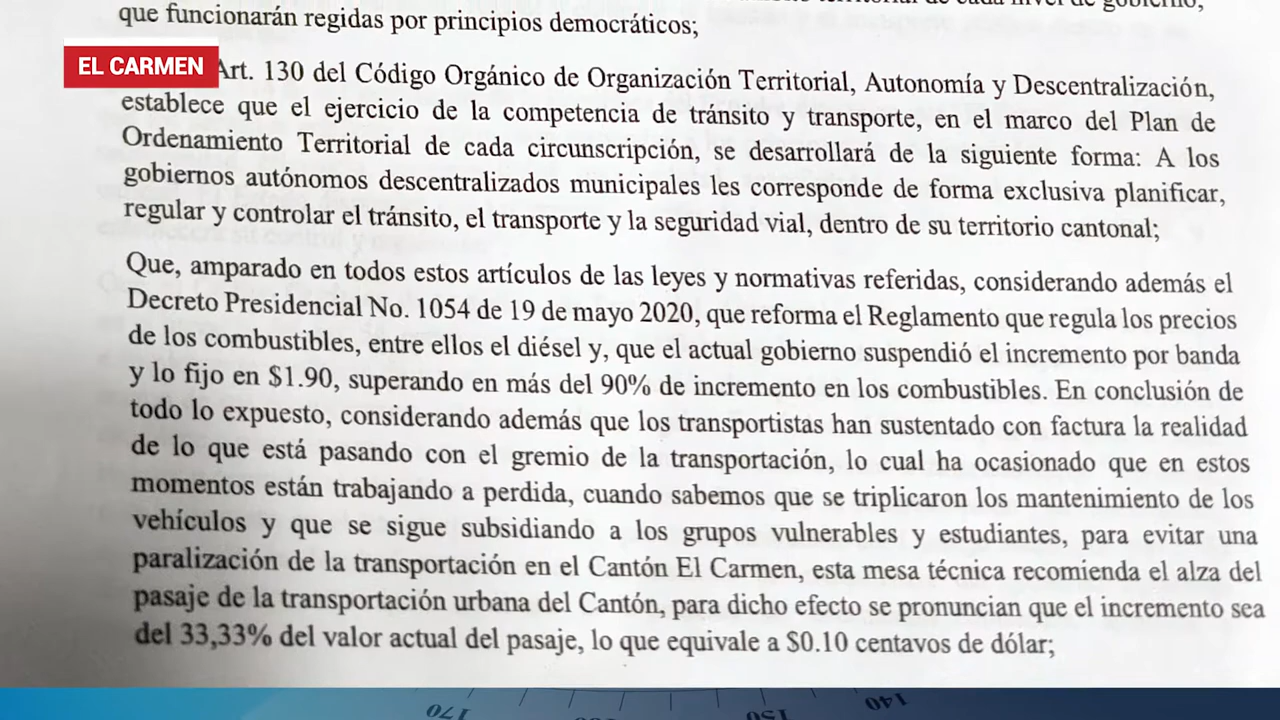 que funcionarán regidas por principios democráticos;
EL CARMEN
Art. 130 del Código Orgánico de Organización Territorial, Autonomía y Descentralización,
establece que el ejercicio de la competencia de tránsito y transporte, en el marco del Plan de
Ordenamiento Territorial de cada circunscripción, se desarrollará de la siguiente forma: A los
gobiernos autónomos descentralizados municipales les corresponde de forma exclusiva planificar,
regular y controlar el tránsito, el transporte y la seguridad vial, dentro de su territorio cantonal;
Que, amparado en todos estos artículos de las leyes y normativas referidas, considerando además el
Decreto Presidencial No. 1054 de 19 de mayo 2020, que reforma el Reglamento que regula los precios
de los combustibles, entre ellos el diésel y, que el actual gobierno suspendió el incremento por banda
y lo fijo en $1.90, superando en más del 90% de incremento en los combustibles. En conclusión de
todo lo expuesto, considerando además que los transportistas han sustentado con factura la realidad
de lo que está pasando con el gremio de la transportación, lo cual ha ocasionado que en estos
momentos están trabajando a perdida, cuando sabemos que se triplicaron los mantenimiento de los
vehículos y que se sigue subsidiando a los grupos vulnerables y estudiantes, para evitar una
paralización de la transportación en el Cantón El Carmen, esta mesa técnica recomienda el alza del
pasaje de la transportación urbana del Cantón, para dicho efecto se pronuncian que el incremento sea
del 33,33% del valor actual del pasaje, lo que equivale a $0.10 centavos de dólar;
170
150
140